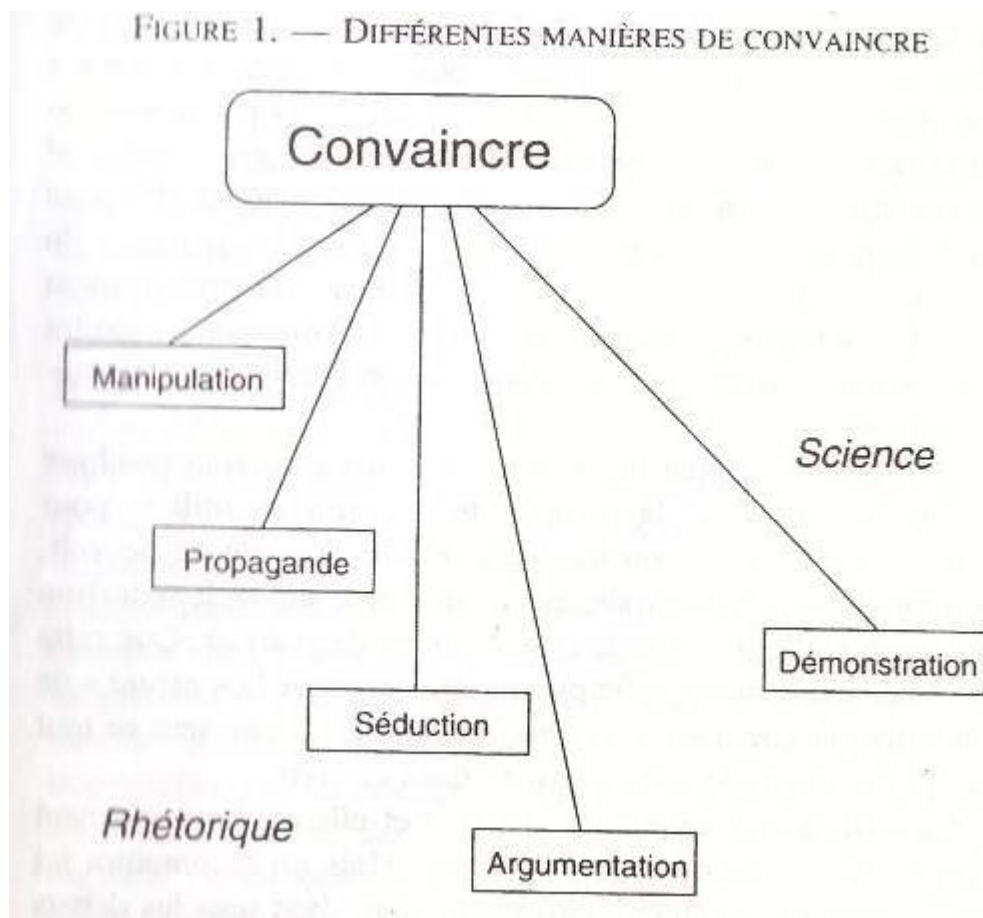 FIGURE 1. — DIFFÉRENTES MANIÈRES DE CONVAINCRE
Convaincre
Manipulation
Science
Propagande
Démonstration
Séduction
Rhétorique
Argumentation